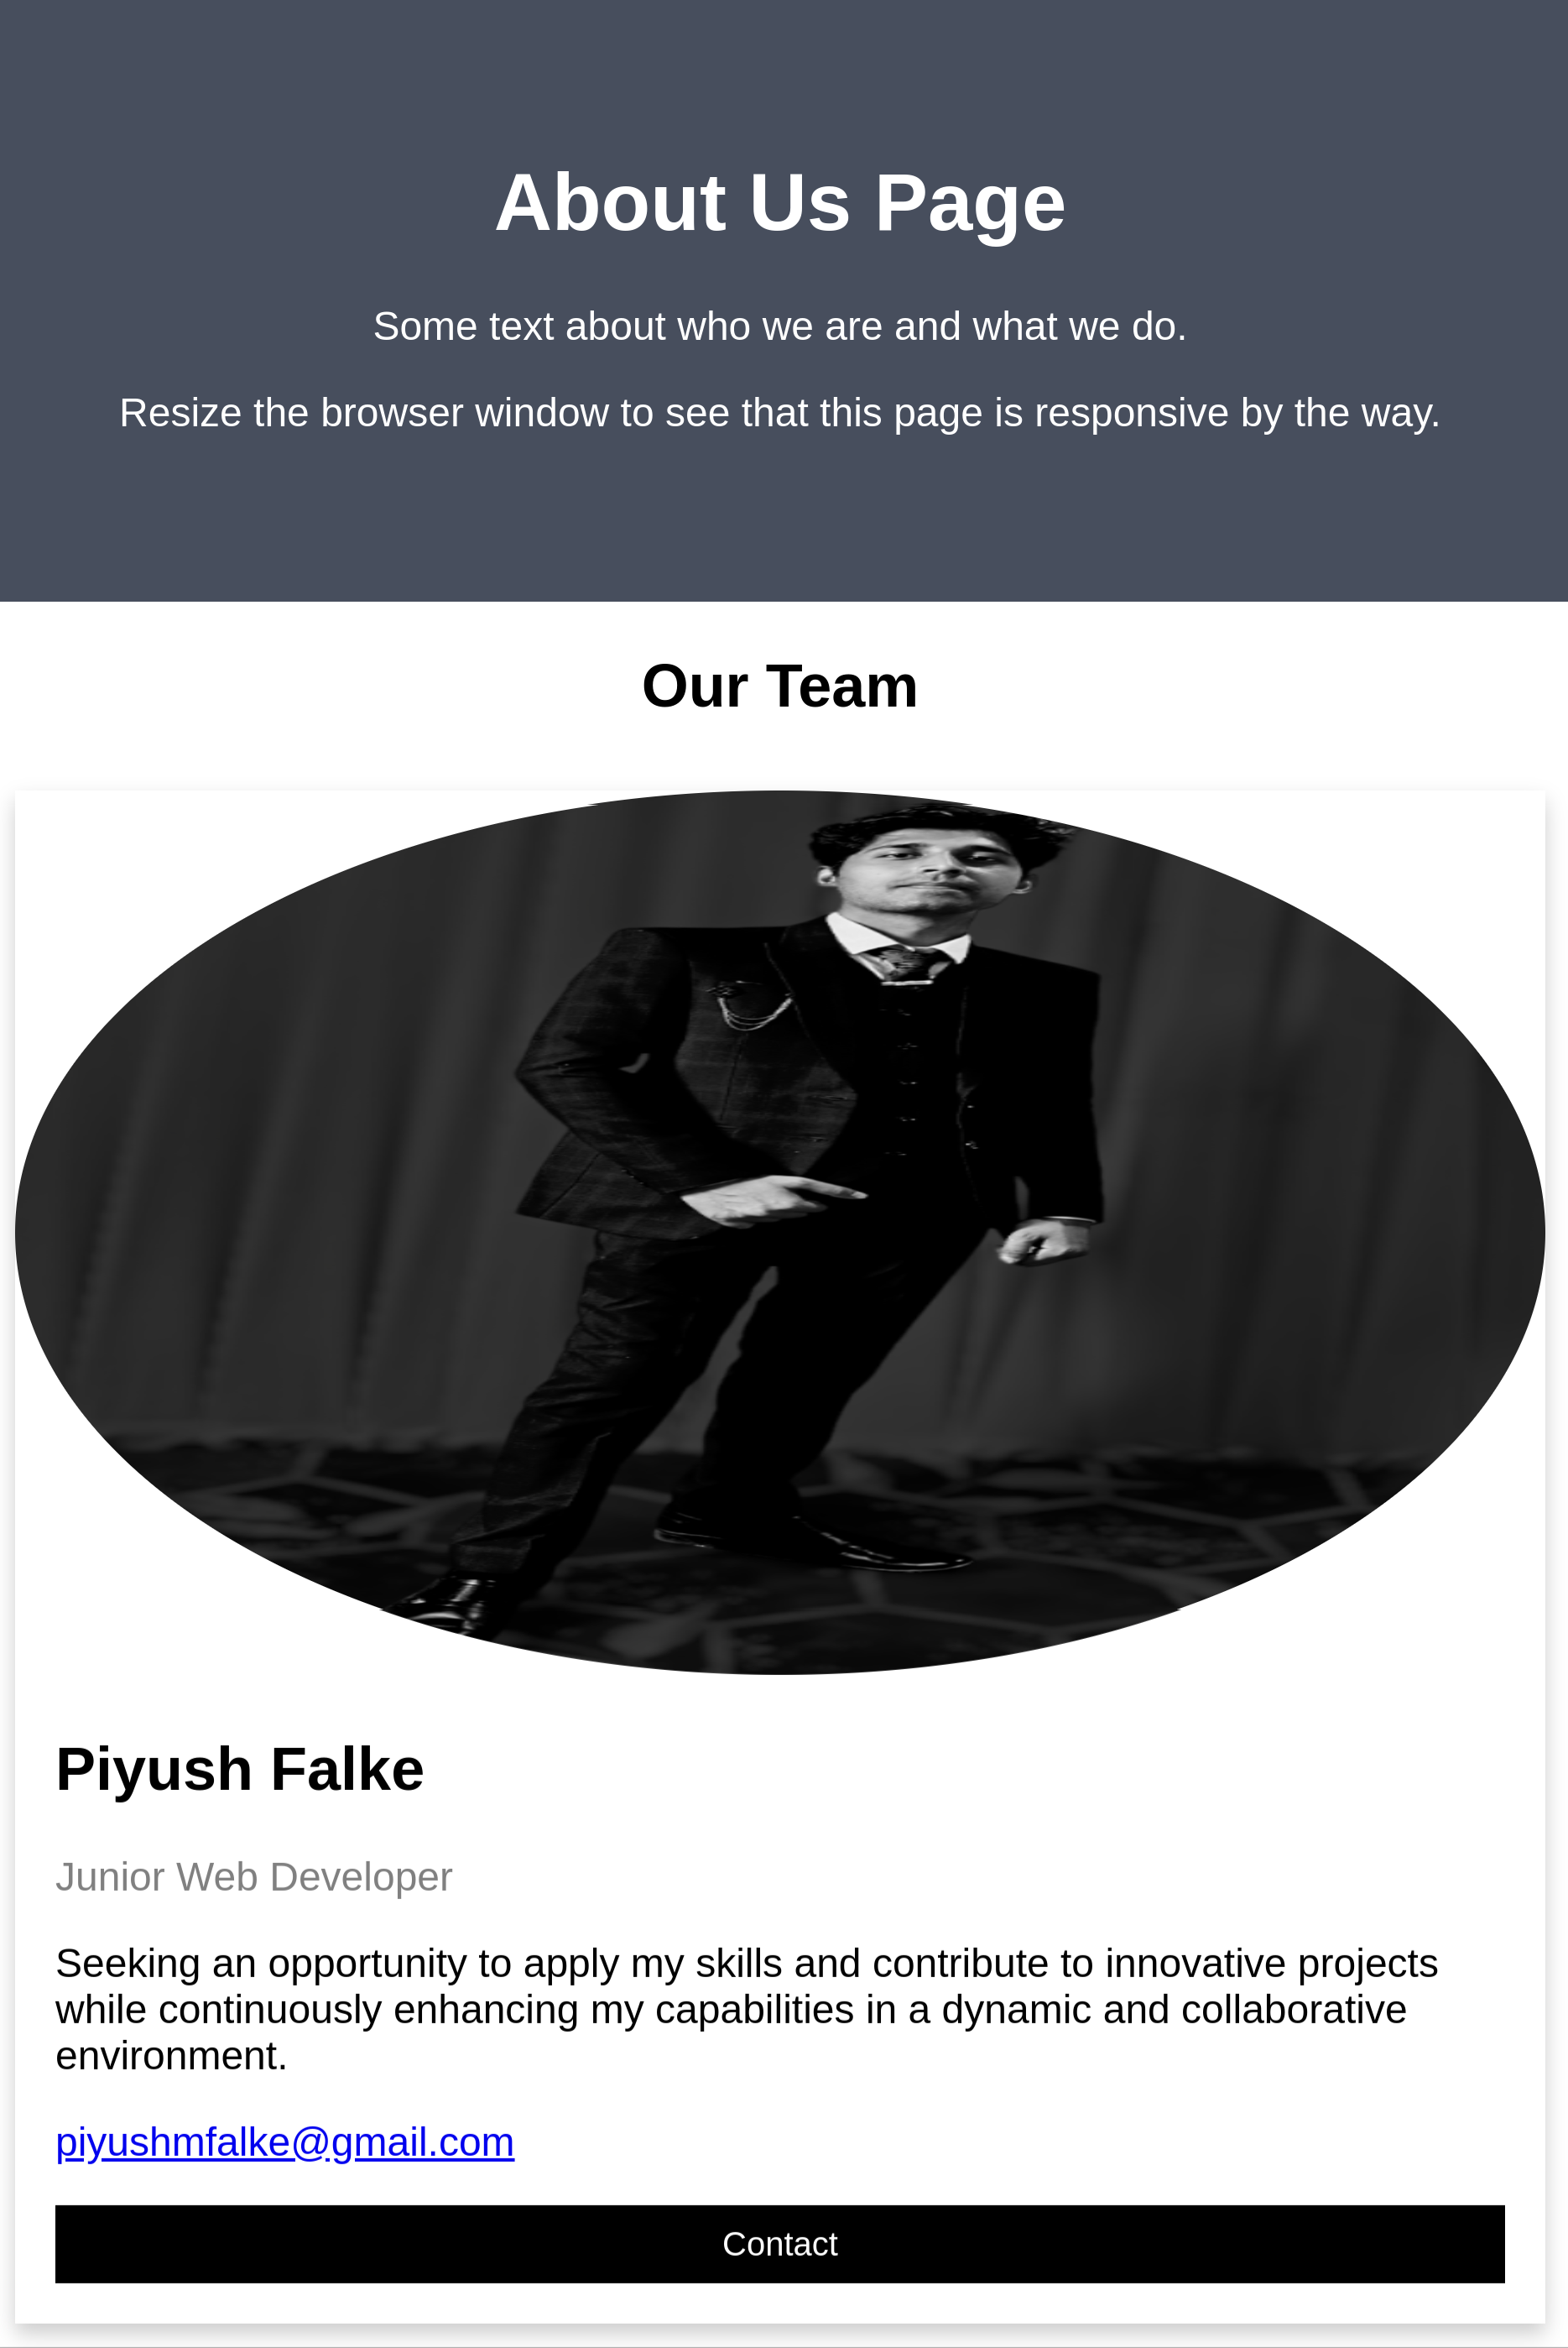 About Us Page
Some text about who we are and what we do.
Resize the browser window to see that this page is responsive by the way.
Our Team
Piyush Falke
Junior Web Developer
Seeking an opportunity to apply my skills and contribute to innovative projects
while continuously enhancing my capabilities in a dynamic and collaborative
environment.
piyushmfalke@gmail.com
Contact